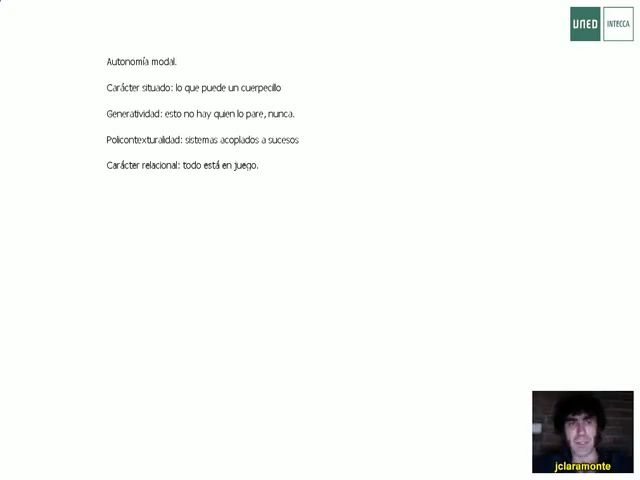 UNED INTECCA
Autonomía modal.
Carácter situado: lo que puede un cuerpecillo
Generatividad: esto no hay quien lo pare, nunca.
Policontexturalidad: sistemas acoplados a sucesos
Carácter relacional: todo está en juego.
jclaramonte